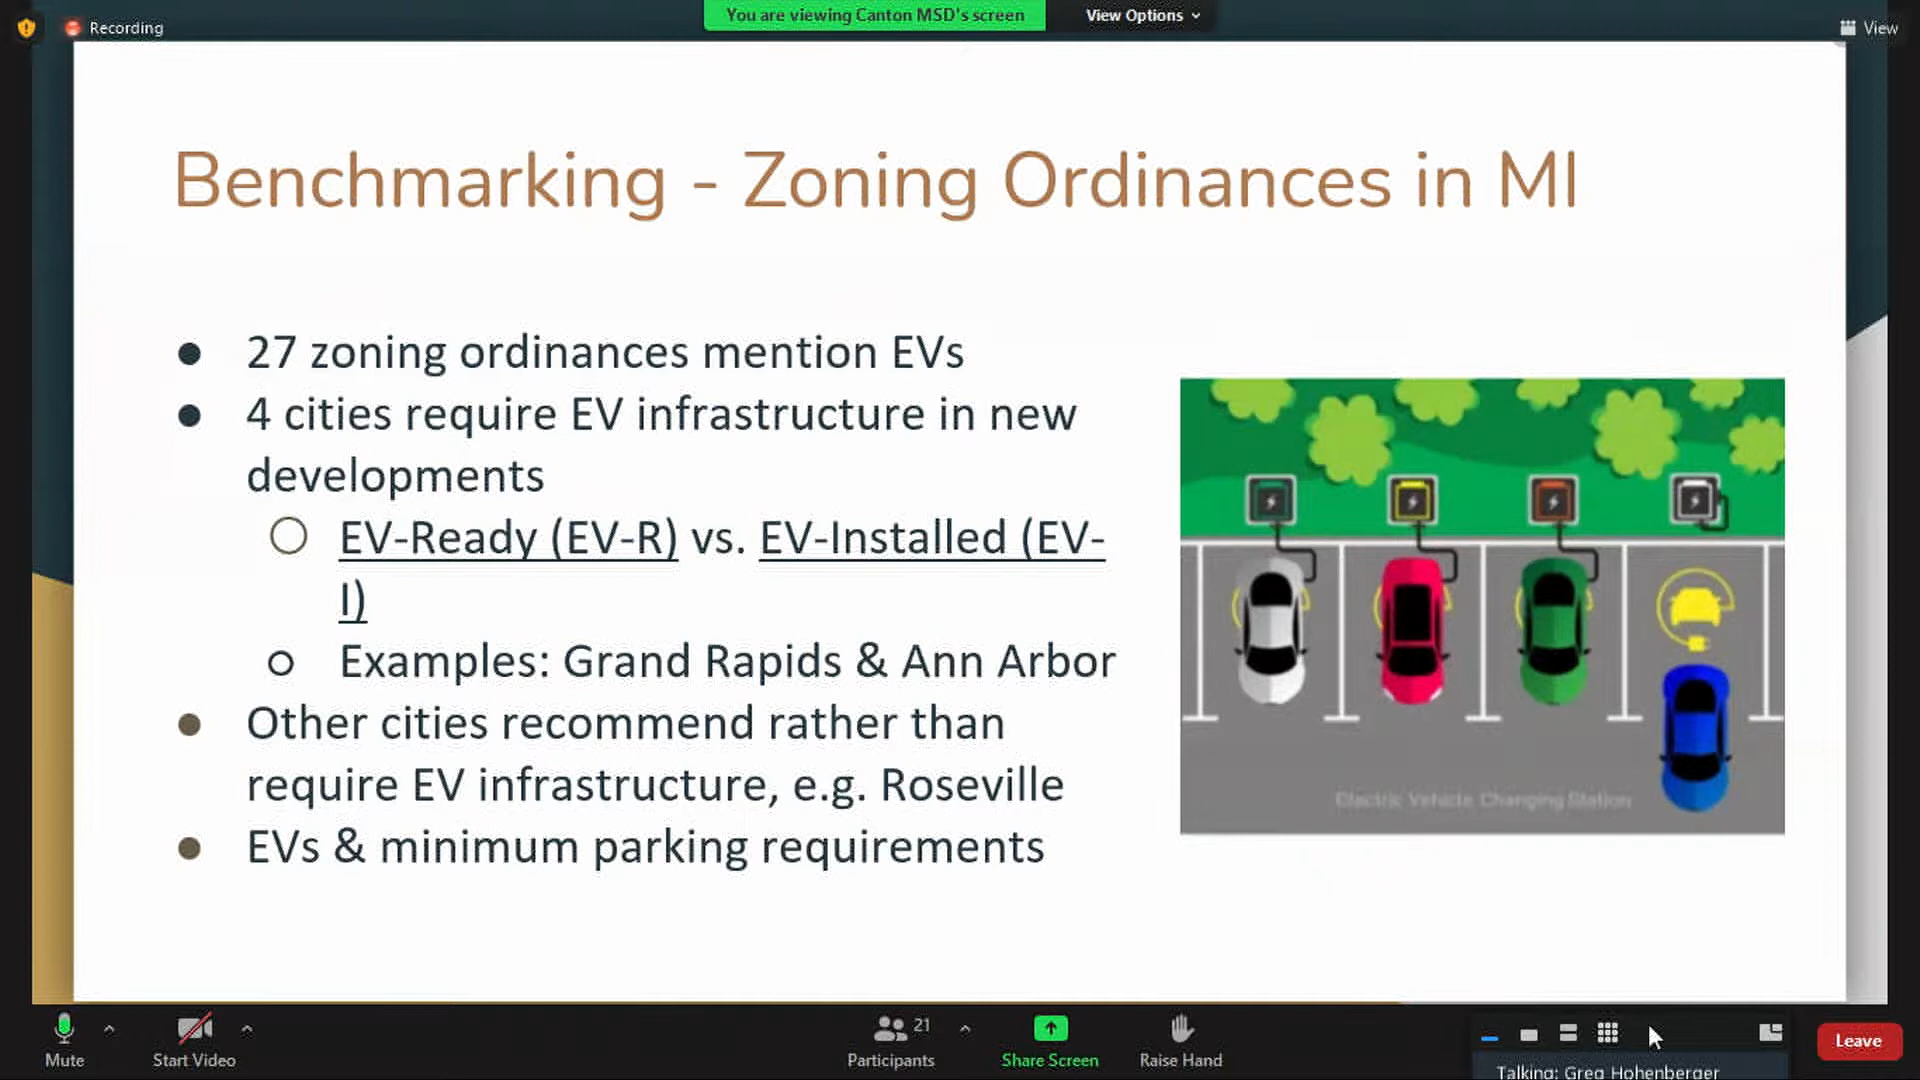 You are viewing Canton MSD's screen
View Options
Recording
View
Benchmarking - Zoning Ordinances in MI
● 27 zoning ordinances mention EVs
● 4 cities require EV infrastructure in new
developments
○ EV-Ready (EV-R) vs. EV-Installed (EV-
I)
○ Examples: Grand Rapids & Ann Arbor
● Other cities recommend rather than
require EV infrastructure, e.g. Roseville
● EVs & minimum parking requirements
Electric Vehicle Charging Station
Mute
Start Video
21
Participants
Share Screen
Raise Hand
Leave
Talking: Greg Hohenberger